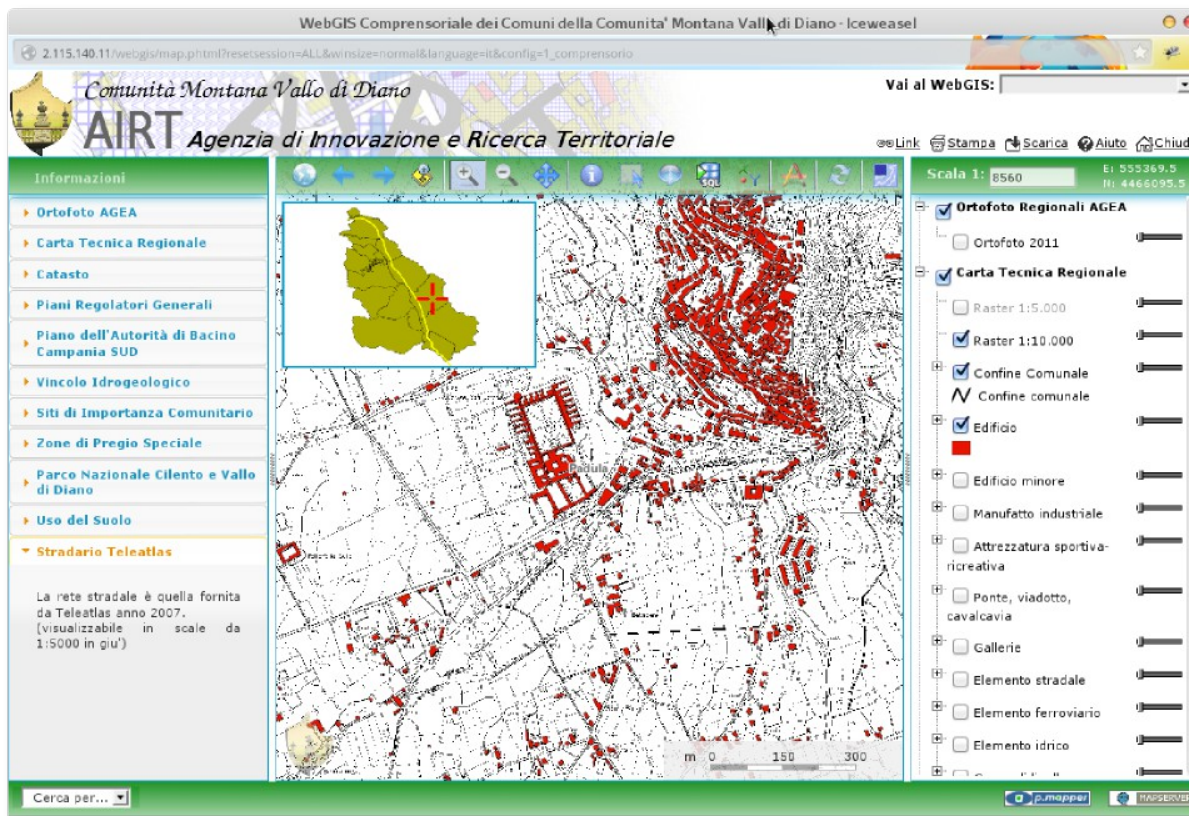 WebGIS Comprensoriale dei Comuni della Comunita' Montana Vallo di Diano - Iceweasel
2.115.140.11/webgis/map.phtml?resetsession=ALL&winsize=normal&language=it&config=1_comprensorio
Comunità Montana Vallo di Diano
AIRT Agenzia di Innovazione e Ricerca Territoriale
Vai al WebGIS:
Link Stampa Scarica Aiuto Chiud
Informazioni
Ortofoto AGEA
Carta Tecnica Regionale
Catasto
Piani Regolatori Generali
Piano dell'Autorità di Bacino
Campania SUD
Vincolo Idrogeologico
Siti di Importanza Comunitario
Zone di Pregio Speciale
Parco Nazionale Cilento e Vallo
di Diano
Uso del Suolo
Stradario Teleatlas
La rete stradale è quella fornita
da Teleatlas anno 2007.
(visualizzabile in scale da
1:5000 in giu')
SQL
Padula
m 0 150 300
Scala 1: 8560
E: 555369.5
N: 4466095.5
Ortofoto Regionali AGEA
Ortofoto 2011
Carta Tecnica Regionale
Raster 1:5.000
Raster 1:10.000
Confine Comunale
Confine comunale
Edificio
Edificio minore
Manufatto industriale
Attrezzatura sportiva-
ricreativa
Ponte, viadotto,
cavalcavia
Gallerie
Elemento stradale
Elemento ferroviario
Elemento idrico
Cerca per...
p.mapper
MAPSERVER